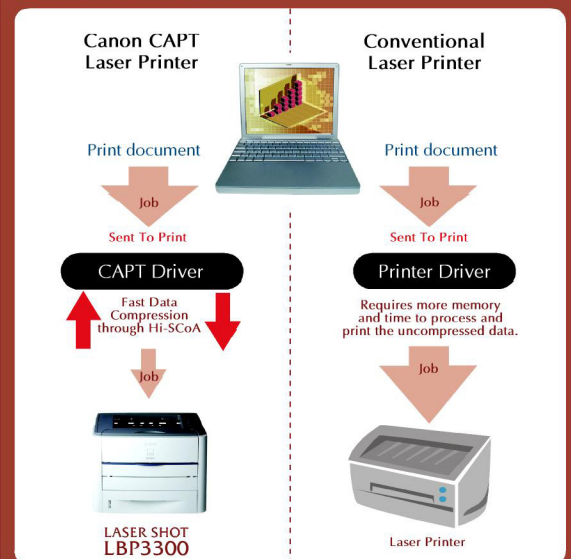 Canon CAPT
Laser Printer
Print document
Job
Sent To Print
CAPT Driver
Fast Data
Compression
through Hi-SCoA
Job
LASER SHOT
LBP3300
Conventional
Laser Printer
Print document
Job
Sent To Print
Printer Driver
Requires more memory
and time to process and
print the uncompressed data.
Job
Laser Printer